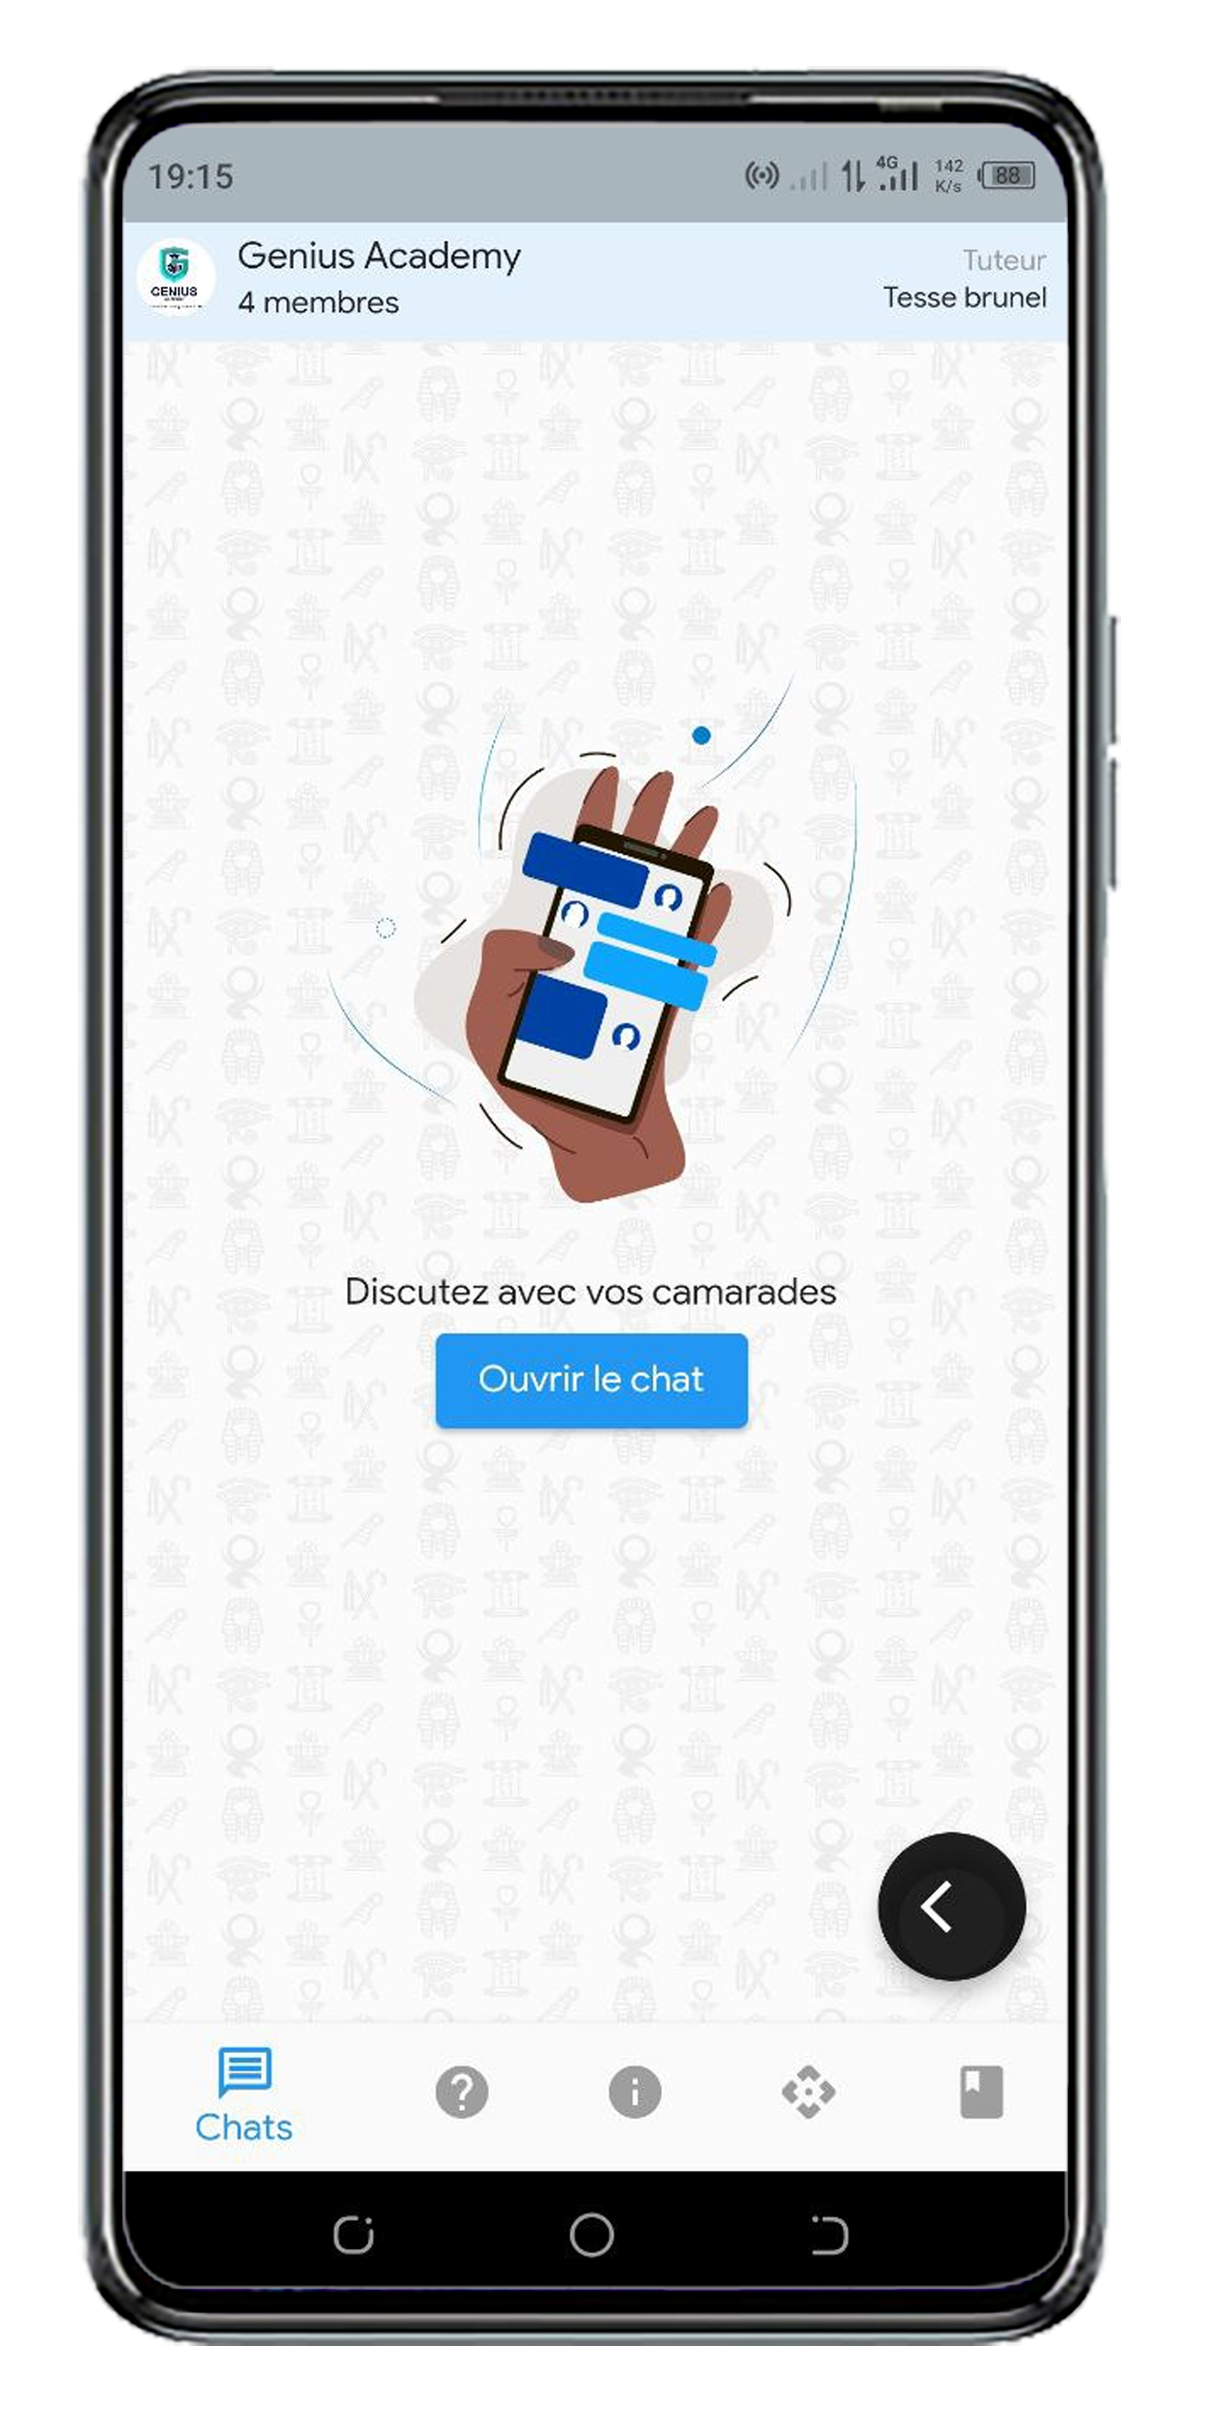 19:15
4G
142
K/s
88
Genius Academy
Tuteur
GENIUS
4 membres
Tesse brunel
Discutez avec vos camarades
Ouvrir le chat
Chats